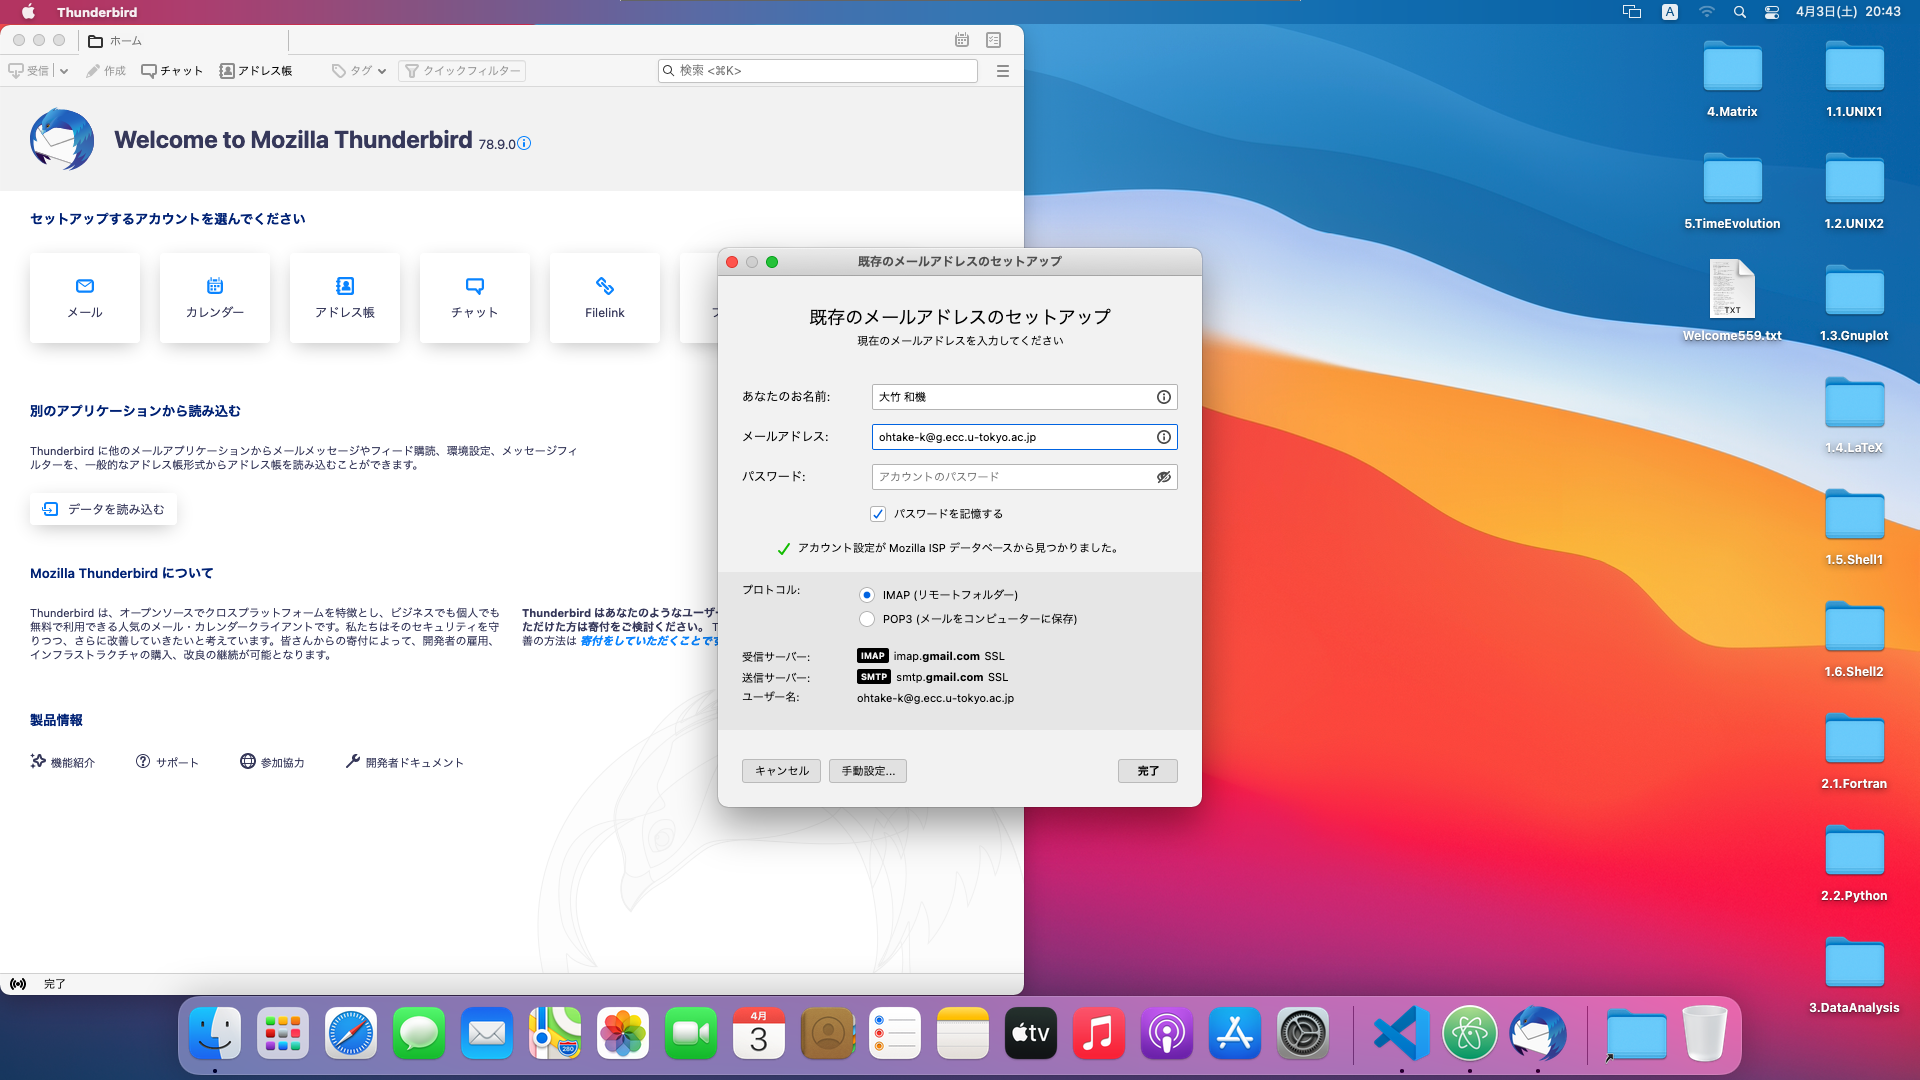 Thunderbird
A
4月3日(土) 20:43
ホーム
受信
作成
チャット
アドレス帳
タグ
クイックフィルター
検索 <⌘K>
Welcome to Mozilla Thunderbird 78.9.0
セットアップするアカウントを選んでください
メール
カレンダー
アドレス帳
チャット
Filelink
別のアプリケーションから読み込む
Thunderbird に他のメールアプリケーションからメールメッセージやフィード購読、環境設定、メッセージフィ
ルターを、一般的なアドレス帳形式からアドレス帳を読み込むことができます。
データを読み込む
Mozilla Thunderbird について
Thunderbird は、オープンソースでクロスプラットフォームを特徴とし、ビジネスでも個人でも
無料で利用できる人気のメール・カレンダークライアントです。私たちはそのセキュリティを守
りつつ、さらに改善していきたいと考えています。皆さんからの寄付によって、開発者の雇用、
インフラストラクチャの購入、改良の継続が可能となります。
Thunderbird はあなたのようなユーザー
ただけた方は寄付をご検討ください。 T
善の方法は 寄付をしていただくことです
製品情報
機能紹介
サポート
参加協力
開発者ドキュメント
完了
既存のメールアドレスのセットアップ
既存のメールアドレスのセットアップ
現在のメールアドレスを入力してください
あなたのお名前:
大竹 和機
メールアドレス:
ohtake-k@g.ecc.u-tokyo.ac.jp
パスワード:
アカウントのパスワード
パスワードを記憶する
アカウント設定が Mozilla ISP データベースから見つかりました。
プロトコル:
IMAP (リモートフォルダー)
POP3 (メールをコンピューターに保存)
受信サーバー:
IMAP imap.gmail.com SSL
送信サーバー:
SMTP smtp.gmail.com SSL
ユーザー名:
ohtake-k@g.ecc.u-tokyo.ac.jp
キャンセル
手動設定...
完了
4.Matrix
1.1.UNIX1
5.TimeEvolution
1.2.UNIX2
TXT
Welcome559.txt
1.3.Gnuplot
1.4.LaTeX
1.5.Shell1
1.6.Shell2
2.1.Fortran
2.2.Python
3.DataAnalysis
280
4月
3
tv